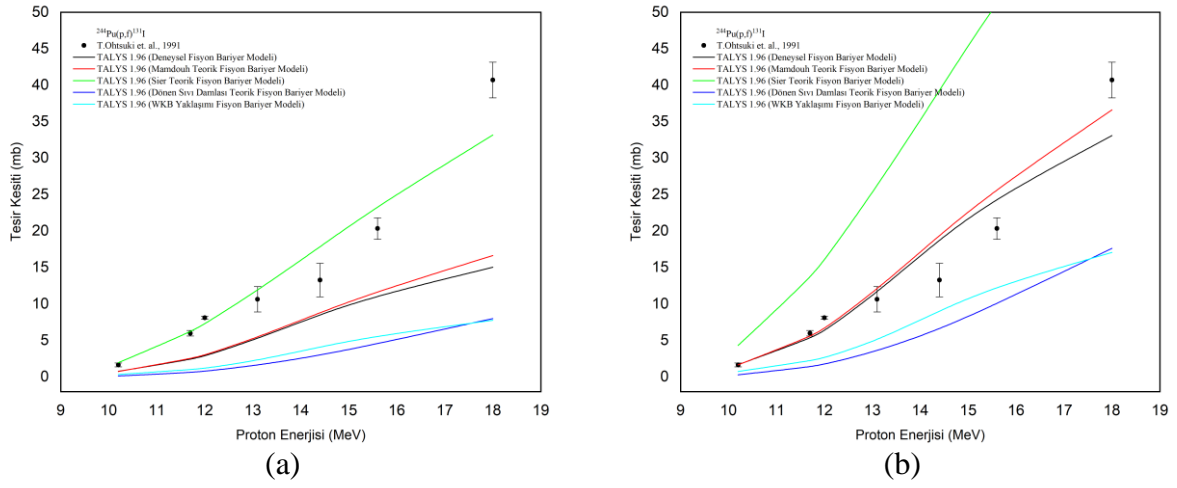 ²⁴⁴Pu(p,f)¹³¹I
T.Ohtsuki et. al., 1991
TALYS 1.96 (Deneysel Fisyon Bariyer Modeli)
TALYS 1.96 (Mamdouh Teorik Fisyon Bariyer Modeli)
TALYS 1.96 (Sier Teorik Fisyon Bariyer Modeli)
TALYS 1.96 (Dönen Sıvı Damlası Teorik Fisyon Bariyer Modeli)
TALYS 1.96 (WKB Yaklaşımı Fisyon Bariyer Modeli)
Tesir Kesiti (mb)
50
45
40
35
30
25
20
15
10
5
0
9 10 11 12 13 14 15 16 17 18 19
Proton Enerjisi (MeV)
(a)
²⁴⁴Pu(p,f)¹³¹I
T.Ohtsuki et. al., 1991
TALYS 1.96 (Deneysel Fisyon Bariyer Modeli)
TALYS 1.96 (Mamdouh Teorik Fisyon Bariyer Modeli)
TALYS 1.96 (Sier Teorik Fisyon Bariyer Modeli)
TALYS 1.96 (Dönen Sıvı Damlası Teorik Fisyon Bariyer Modeli)
TALYS 1.96 (WKB Yaklaşımı Fisyon Bariyer Modeli)
Tesir Kesiti (mb)
50
45
40
35
30
25
20
15
10
5
0
9 10 11 12 13 14 15 16 17 18 19
Proton Enerjisi (MeV)
(b)